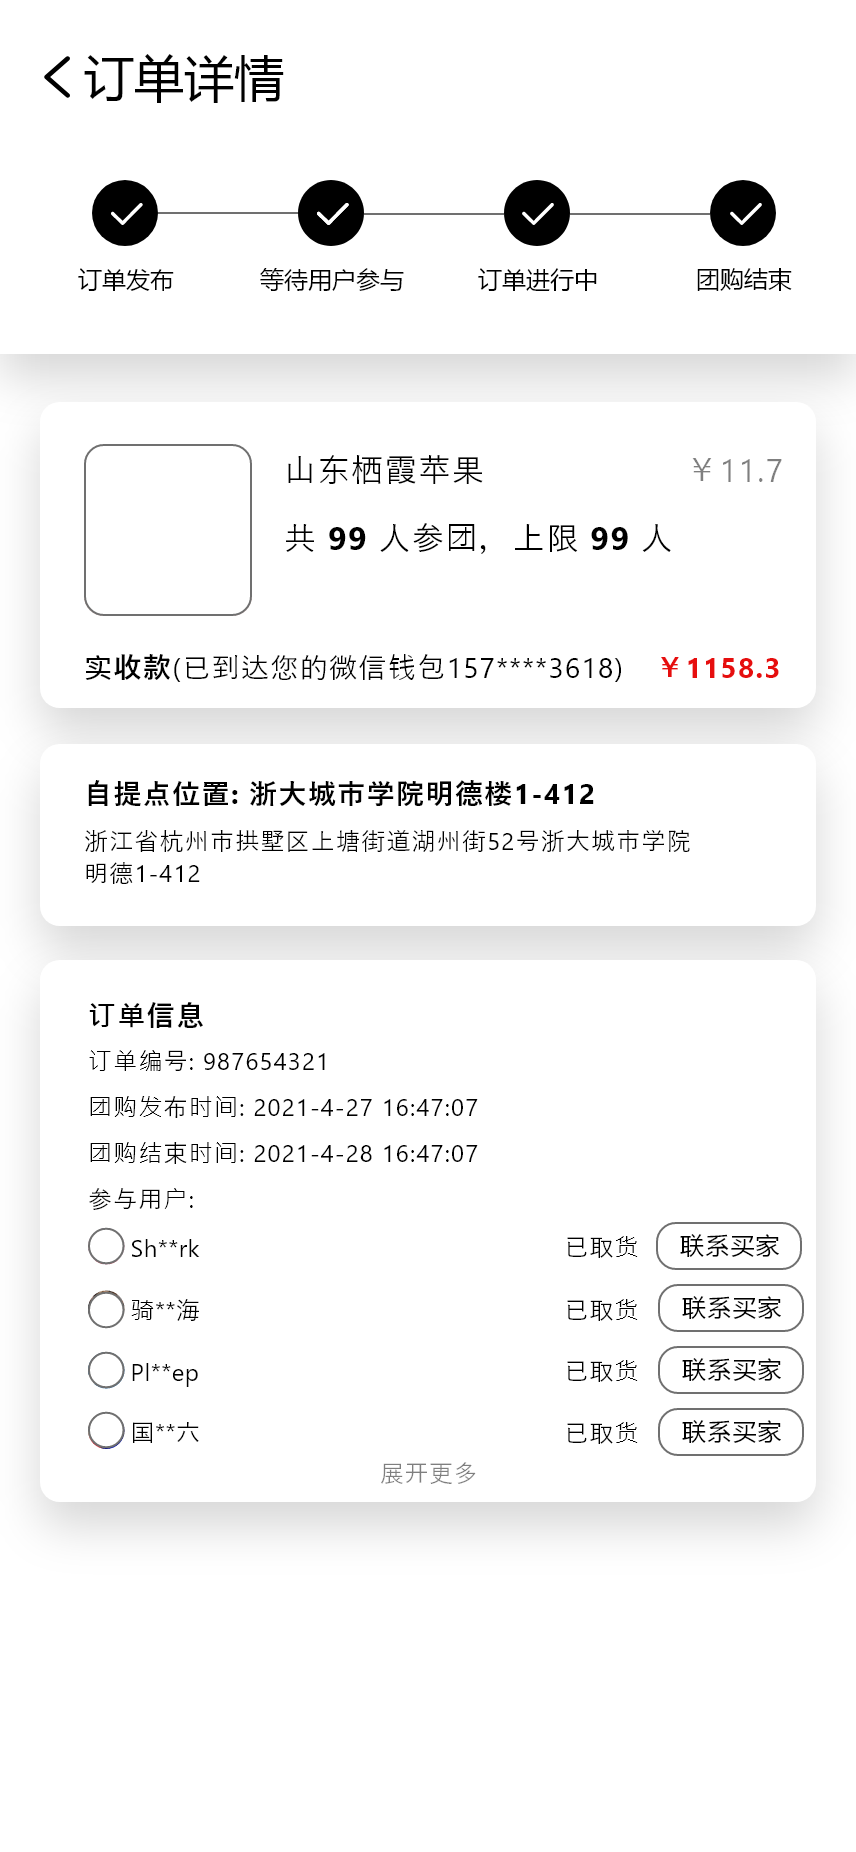 订单详情
订单发布 等待用户参与 订单进行中 团购结束
山东栖霞苹果 ￥11.7
共 99 人参团，上限 99 人
实收款(已到达您的微信钱包157****3618) ￥1158.3
自提点位置: 浙大城市学院明德楼1-412
浙江省杭州市拱墅区上塘街道湖州街52号浙大城市学院
明德1-412
订单信息
订单编号: 987654321
团购发布时间: 2021-4-27 16:47:07
团购结束时间: 2021-4-28 16:47:07
参与用户:
Sh**rk 已取货 联系买家
骑**海 已取货 联系买家
Pl**ep 已取货 联系买家
国**六 已取货 联系买家
展开更多